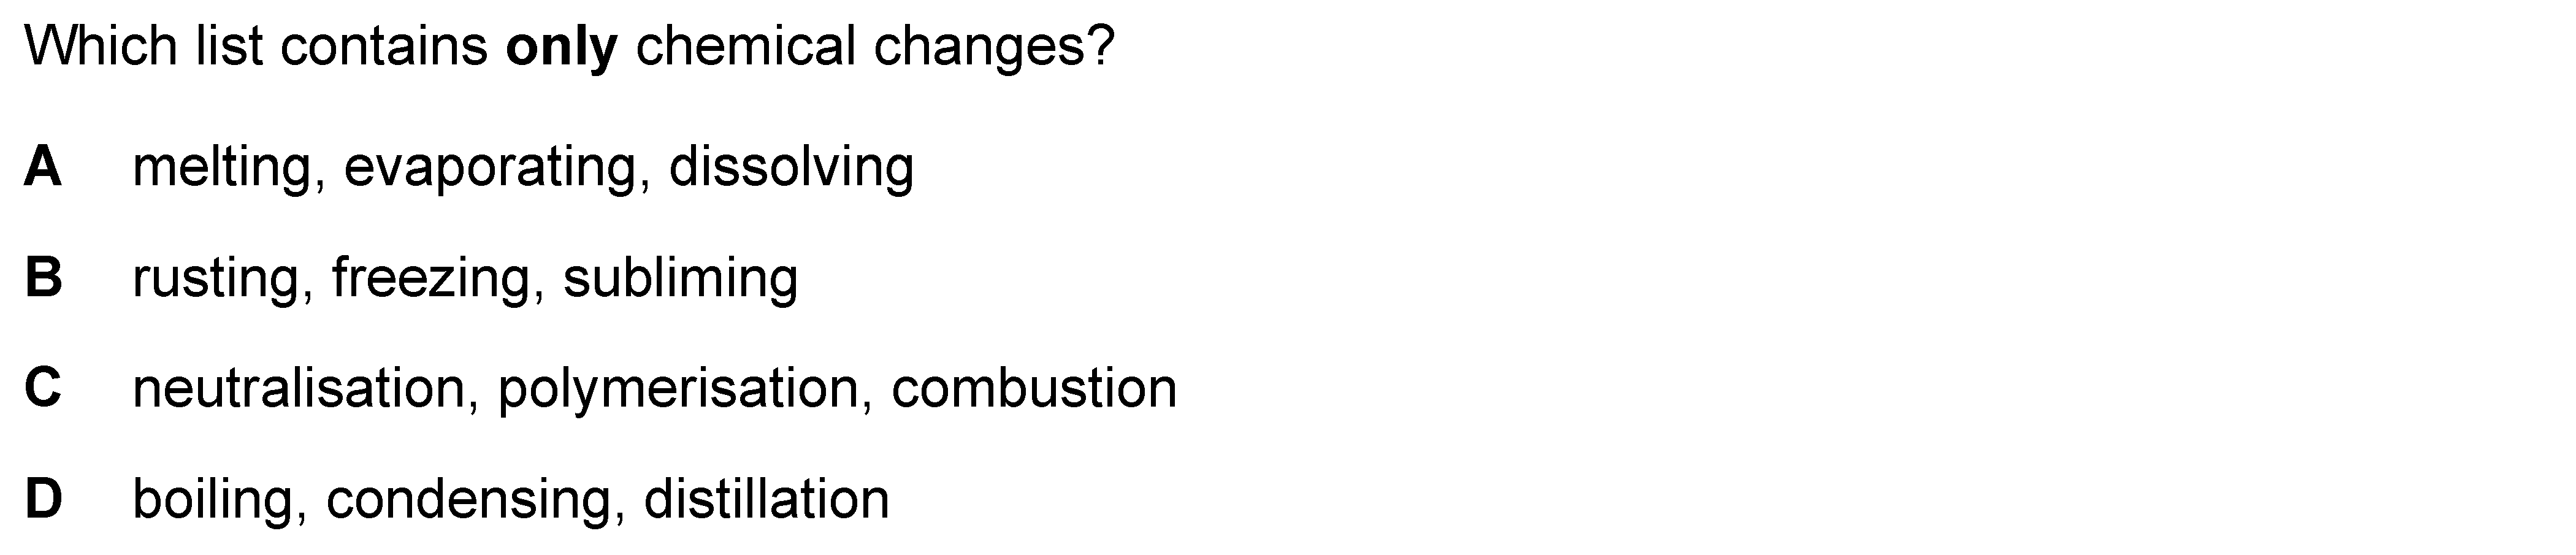 Which list contains only chemical changes?
A melting, evaporating, dissolving
B rusting, freezing, subliming
C neutralisation, polymerisation, combustion
D boiling, condensing, distillation